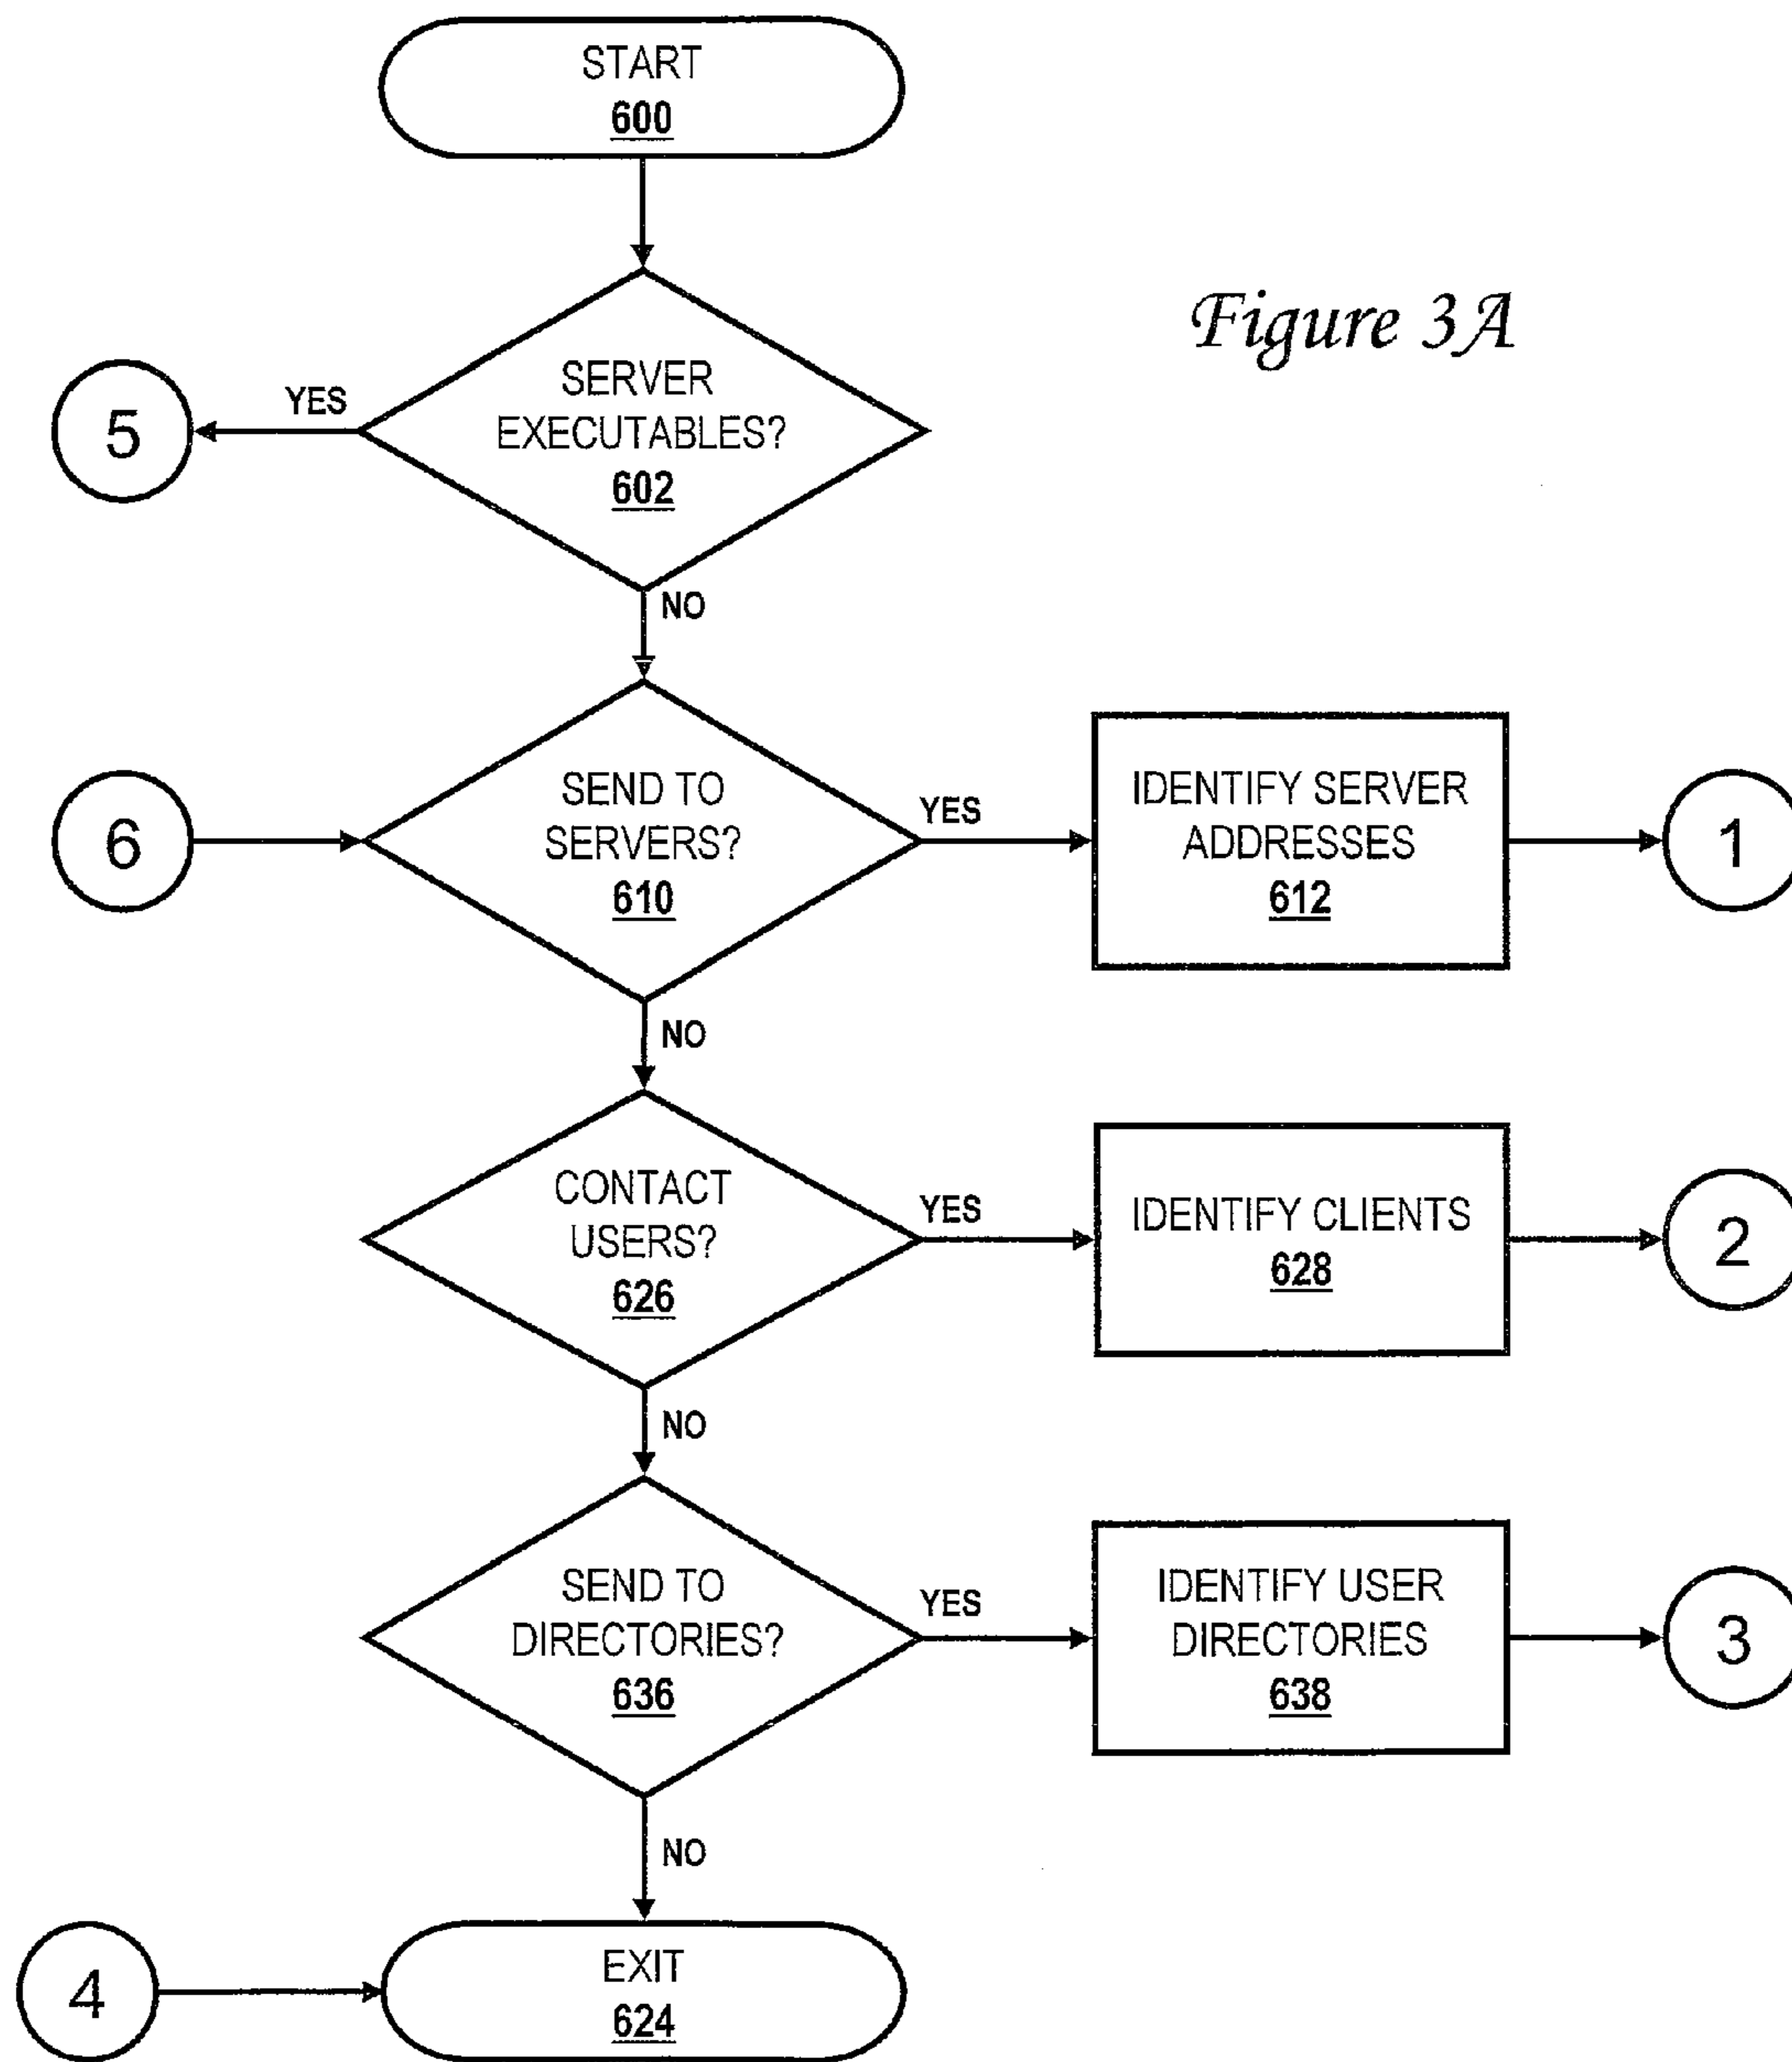 START
600
Figure 3A
SERVER
EXECUTABLES?
602
YES
5
NO
6
SEND TO
SERVERS?
610
YES
IDENTIFY SERVER
ADDRESSES
612
1
NO
CONTACT
USERS?
626
YES
IDENTIFY CLIENTS
628
2
NO
SEND TO
DIRECTORIES?
636
YES
IDENTIFY USER
DIRECTORIES
638
3
NO
4
EXIT
624